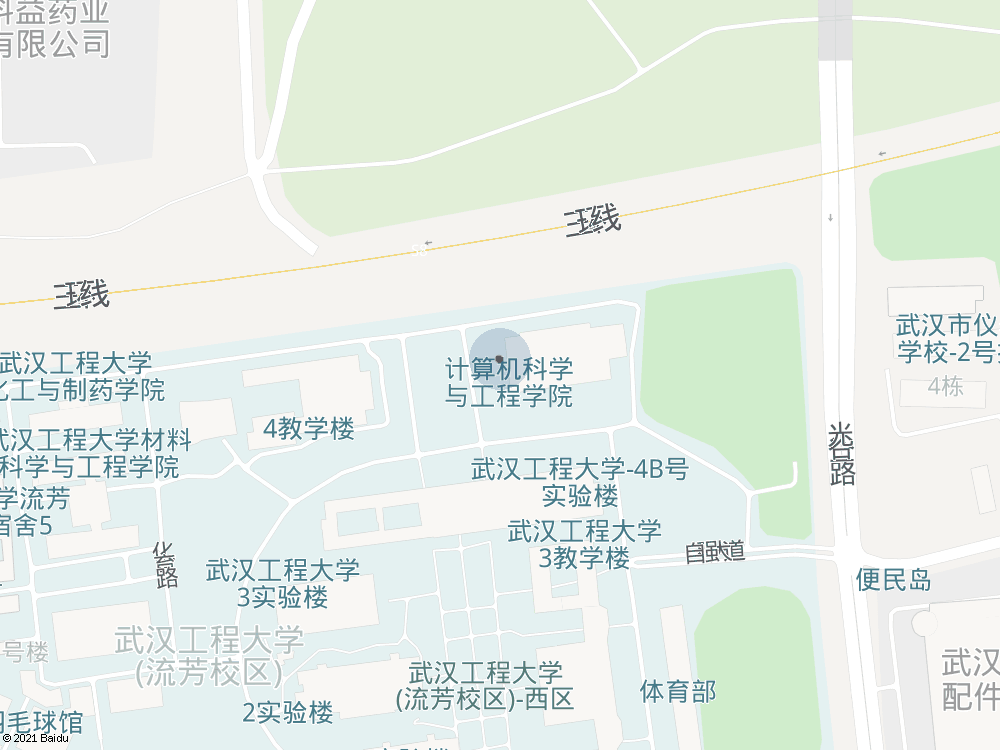 科益药业
有限公司
王线
53
王线
武汉市仪
学校-2号
4栋
武汉工程大学
化工与制药学院
计算机科学
与工程学院
4教学楼
光谷路
武汉工程大学材料
科学与工程学院
武汉工程大学-4B号
实验楼
学流芳
宿舍5
武汉工程大学
3教学楼
自强大道
化育路
武汉工程大学
3实验楼
便民岛
武汉工程大学
(流芳校区)
号楼
武汉工程大学
(流芳校区)-西区
武汉
配件
体育部
2实验楼
羽毛球馆
© 2021 Baidu